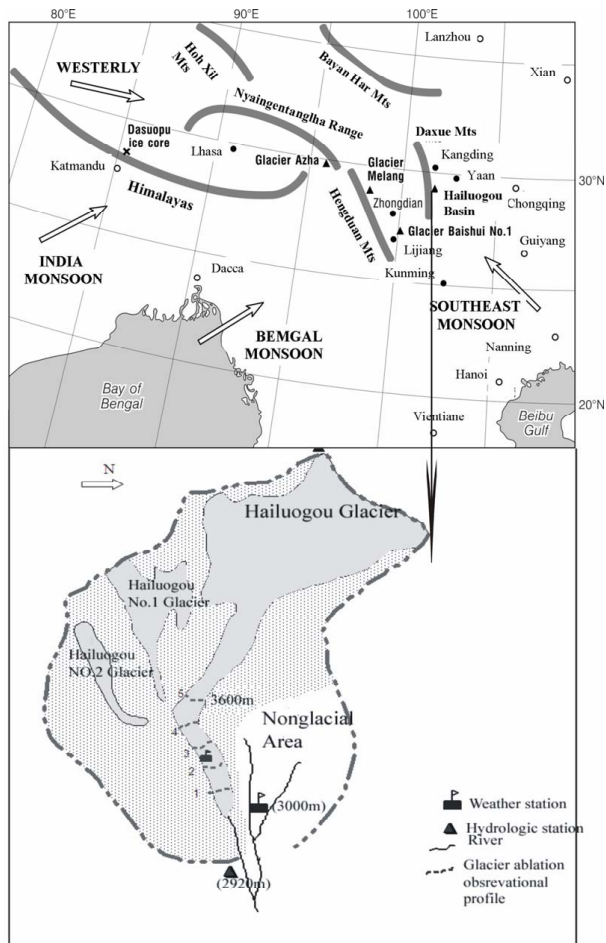 80°E
90°E
100°E
Lanzhou
Hoh Xil
Mts
Bayan Har Mts
Xian
WESTERLY
Nyaingentanglha Range
Daxue Mts
Dasuopu
ice core
Lhasa
Glacier Azha
Glacier
Melang
Kangding
Yaan
30°N
Katmandu
Himalayas
Zhongdian
Hailuogou
Basin
Chongqing
Hengduan Mts
Glacier Baishui No.1
Lijiang
Guiyang
INDIA
MONSOON
Dacca
Kunming
SOUTHEAST
MONSOON
BEMGAL
MONSOON
Nanning
Hanoi
Bay of
Bengal
Vientiane
20°N
Beibu
Gulf
N
Hailuogou Glacier
Hailuogou
No.1 Glacier
Hailuogou
NO.2 Glacier
5
3600m
4
Nonglacial
Area
3
2
1
(3000m)
Weather station
Hydrologic station
River
Glacier ablation
obsrevational
profile
(2920m)